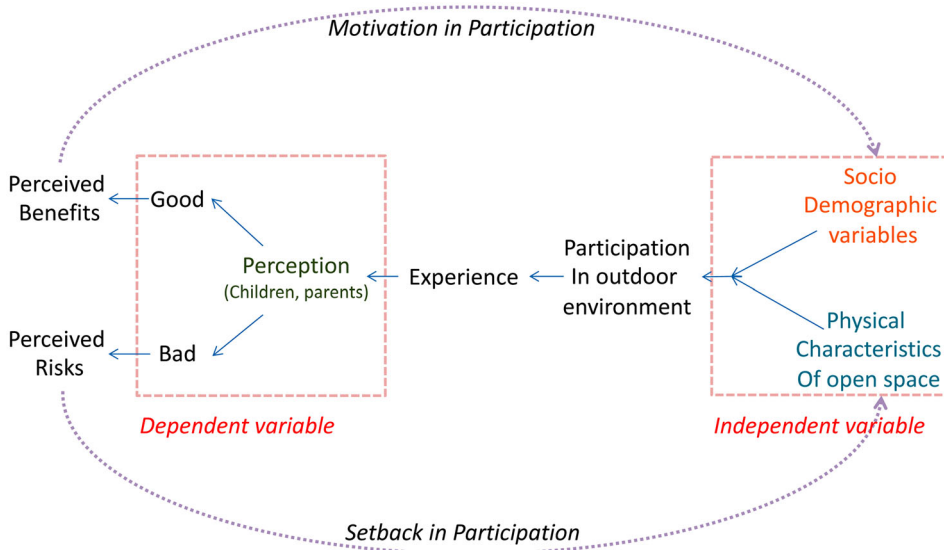 Motivation in Participation
Perceived
Benefits
Good
Socio
Demographic
variables
Perception
(Children, parents)
Experience
Participation
In outdoor
environment
Perceived
Risks
Bad
Physical
Characteristics
Of open space
Dependent variable
Independent variable
Setback in Participation